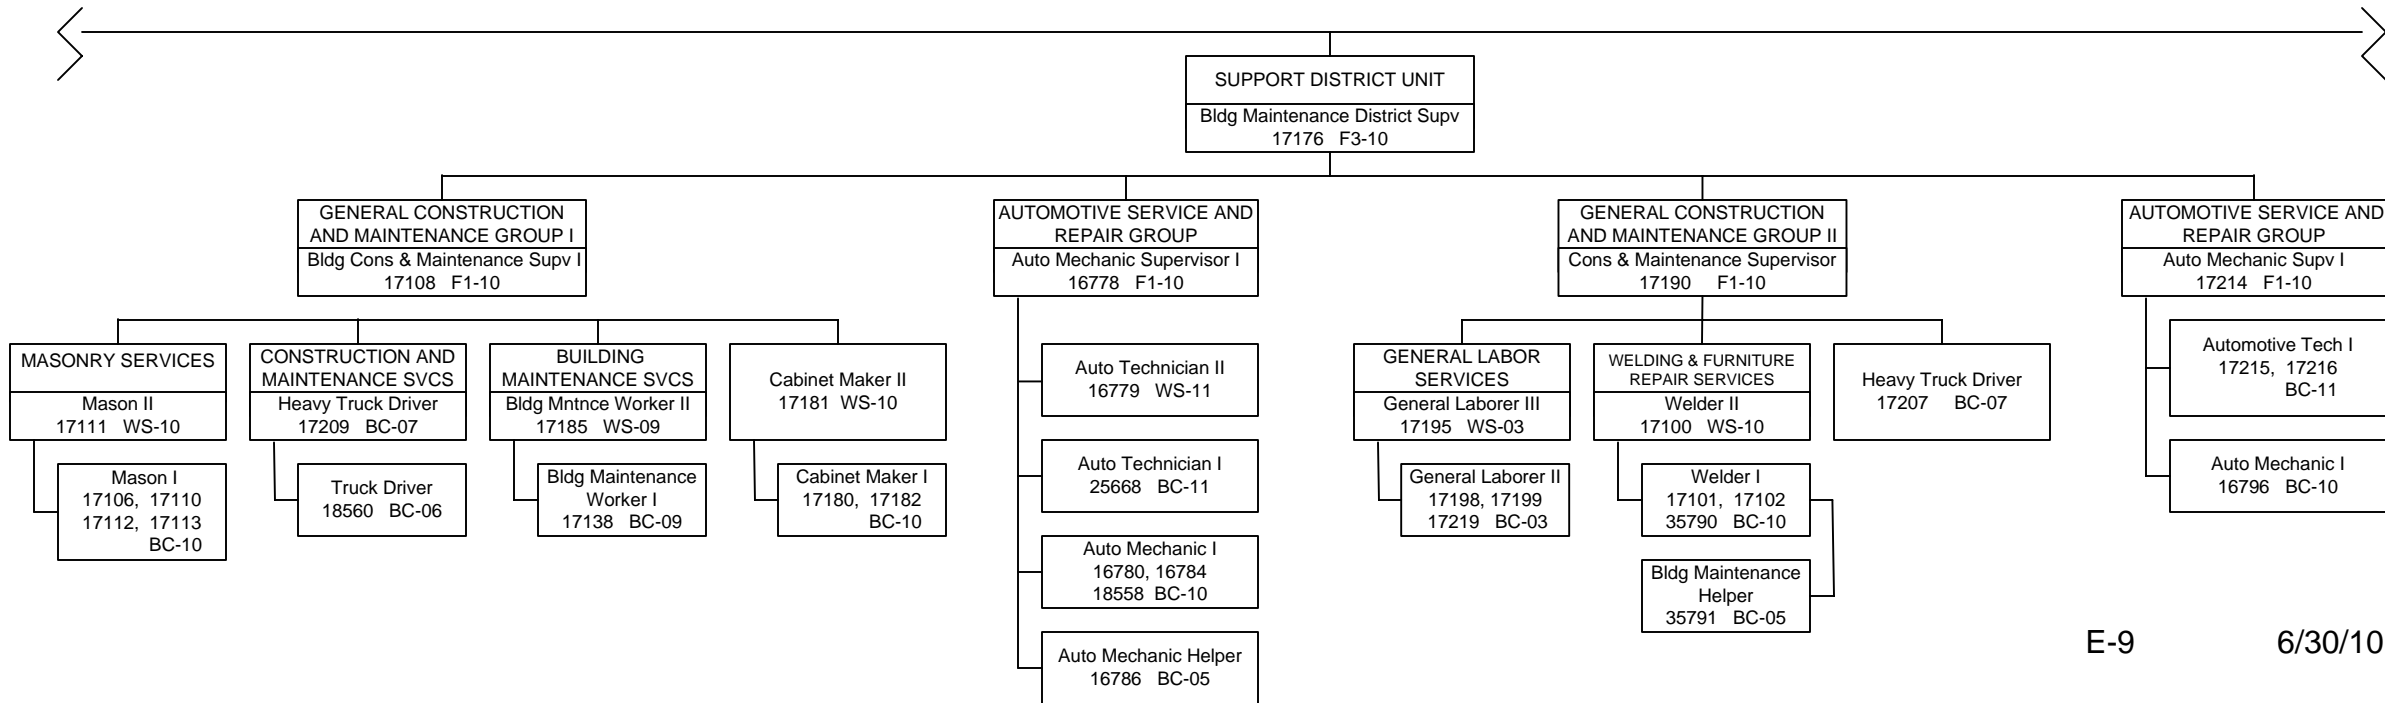 SUPPORT DISTRICT UNIT
Bldg Maintenance District Supv
17176 F3-10
GENERAL CONSTRUCTION
AND MAINTENANCE GROUP I
Bldg Cons & Maintenance Supv I
17108 F1-10
AUTOMOTIVE SERVICE AND
REPAIR GROUP
Auto Mechanic Supervisor I
16778 F1-10
GENERAL CONSTRUCTION
AND MAINTENANCE GROUP II
Cons & Maintenance Supervisor
17190 F1-10
AUTOMOTIVE SERVICE AND
REPAIR GROUP
Auto Mechanic Supv I
17214 F1-10
MASONRY SERVICES
Mason II
17111 WS-10
Mason I
17106, 17110
17112, 17113
BC-10
CONSTRUCTION AND
MAINTENANCE SVCS
Heavy Truck Driver
17209 BC-07
Truck Driver
18560 BC-06
BUILDING
MAINTENANCE SVCS
Bldg Mntnce Worker II
17185 WS-09
Bldg Maintenance
Worker I
17138 BC-09
Cabinet Maker II
17181 WS-10
Cabinet Maker I
17180, 17182
BC-10
Auto Technician II
16779 WS-11
Auto Technician I
25668 BC-11
Auto Mechanic I
16780, 16784
18558 BC-10
Auto Mechanic Helper
16786 BC-05
GENERAL LABOR
SERVICES
General Laborer III
17195 WS-03
General Laborer II
17198, 17199
17219 BC-03
WELDING & FURNITURE
REPAIR SERVICES
Welder II
17100 WS-10
Welder I
17101, 17102
35790 BC-10
Bldg Maintenance
Helper
35791 BC-05
Heavy Truck Driver
17207 BC-07
Automotive Tech I
17215, 17216
BC-11
Auto Mechanic I
16796 BC-10
E-9 6/30/10